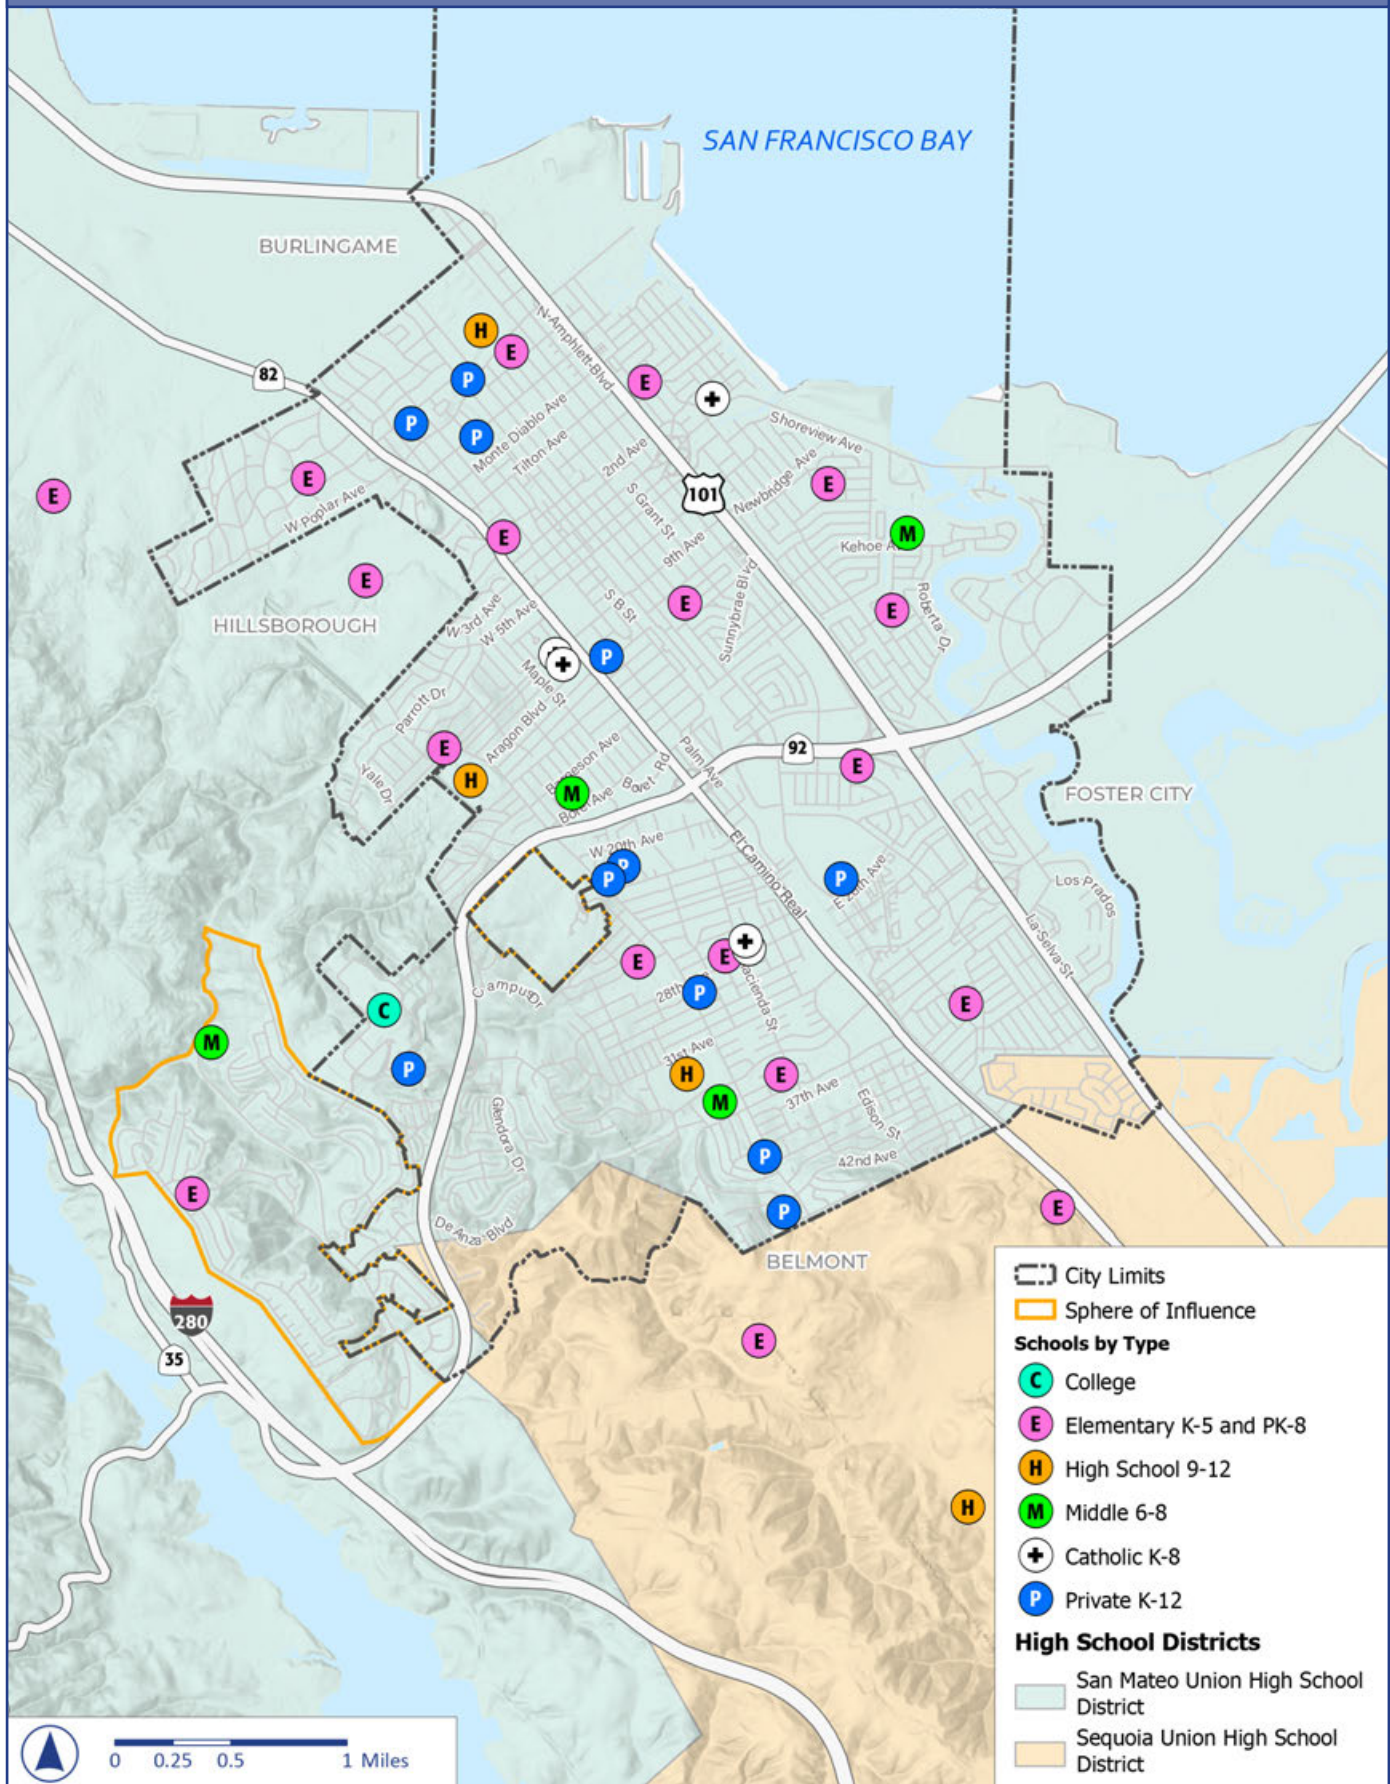 SAN FRANCISCO BAY
BURLINGAME
H
E
N Amphlett Blvd
82
P
E
+
P
P
Monte Diablo Ave
Tilton Ave
2nd Ave
Shoreview Ave
E
E
W Poplar Ave
101
Newbridge Ave
E
S Grant St
9th Ave
E
Kehoe A
M
E
HILLSBOROUGH
W 3rd Ave
W 5th Ave
S B St
E
Sunnybrae Blvd
E
Roberta Dr
+
P
Maple St
Parrott Dr
Aragon Blvd
E
Yale Dr
H
Bovet Rd
Palm Ave
92
E
M
Borel Ave
FOSTER CITY
W 20th Ave
El Camino Real
P
P
P
Los Prados
La Selva St
+
E
E
Campus Dr
28th
P
Hacienda St
E
C
M
P
31st Ave
H
E
M
37th Ave
Edison St
Glendora Dr
P
42nd Ave
E
P
E
De Anza Blvd
BELMONT
280
35
E
H
City Limits
Sphere of Influence
Schools by Type
C College
E Elementary K-5 and PK-8
H High School 9-12
M Middle 6-8
+ Catholic K-8
P Private K-12
High School Districts
San Mateo Union High School
District
Sequoia Union High School
District
0 0.25 0.5 1 Miles